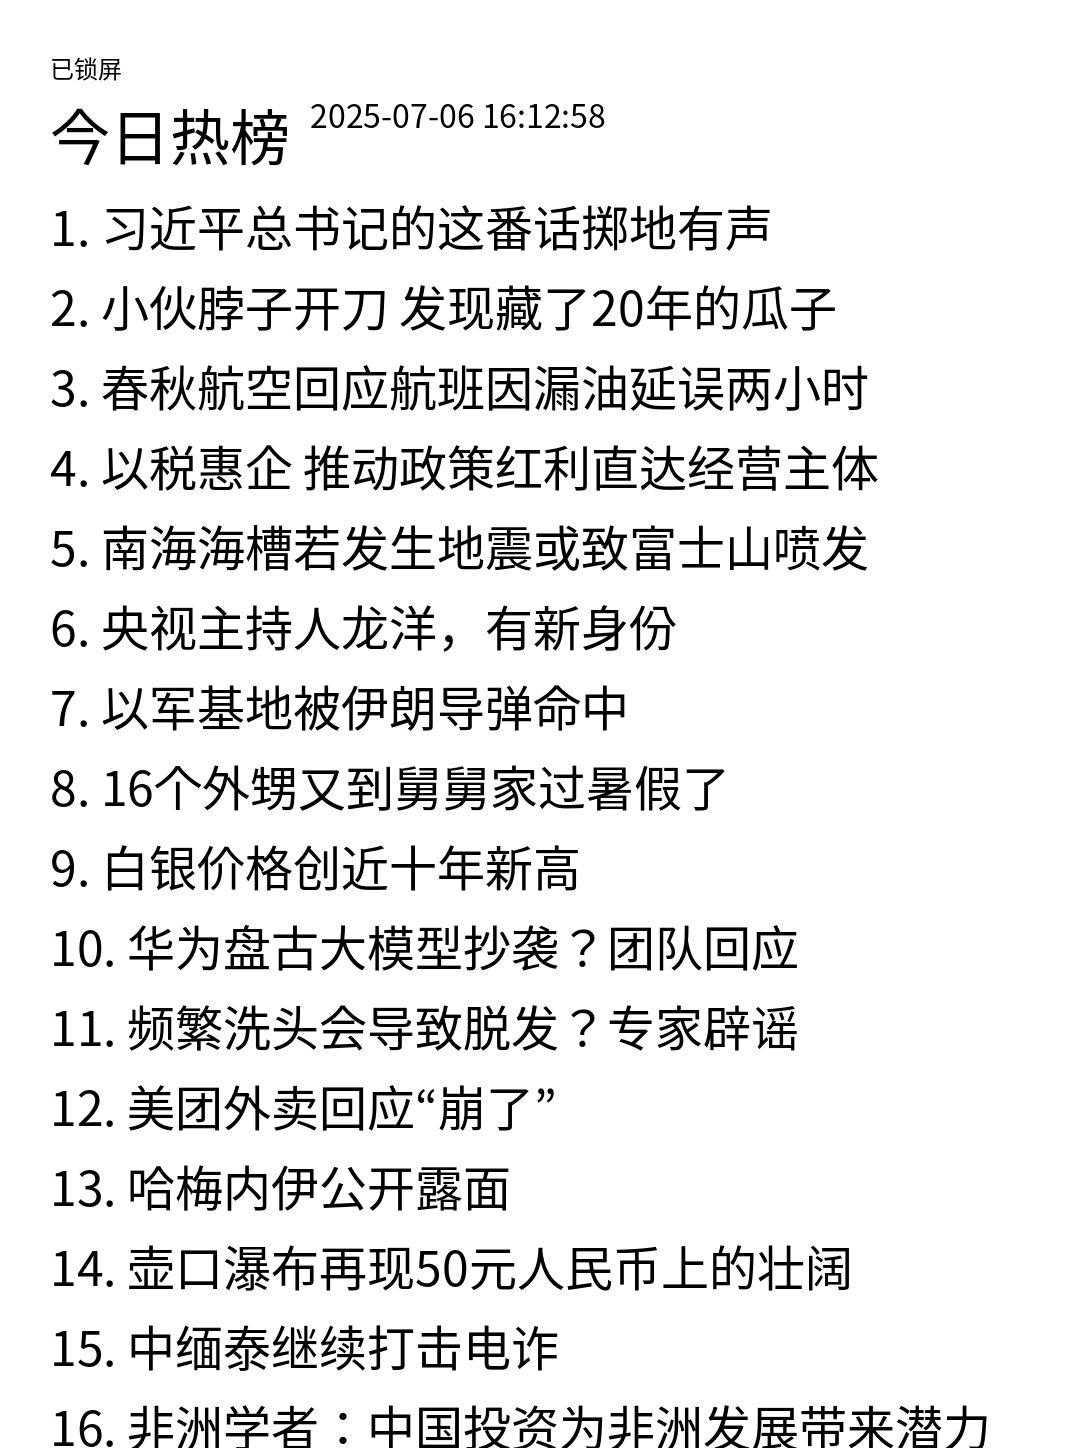 已锁屏
今日热榜 2025-07-06 16:12:58
1. 习近平总书记的这番话掷地有声
2. 小伙脖子开刀 发现藏了20年的瓜子
3. 春秋航空回应航班因漏油延误两小时
4. 以税惠企 推动政策红利直达经营主体
5. 南海海槽若发生地震或致富士山喷发
6. 央视主持人龙洋，有新身份
7. 以军基地被伊朗导弹命中
8. 16个外甥又到舅舅家过暑假了
9. 白银价格创近十年新高
10. 华为盘古大模型抄袭？团队回应
11. 频繁洗头会导致脱发？专家辟谣
12. 美团外卖回应“崩了”
13. 哈梅内伊公开露面
14. 壶口瀑布再现50元人民币上的壮阔
15. 中缅泰继续打击电诈
16. 非洲学者：中国投资为非洲发展带来潜力